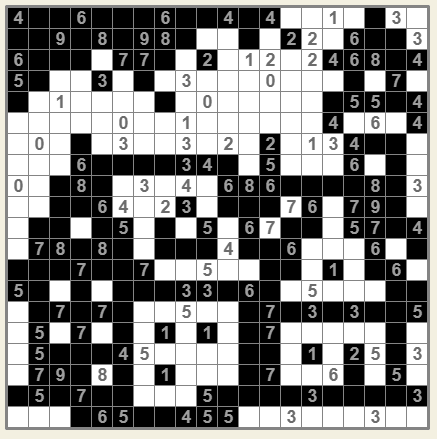 4 6 6 4 4 1 3
9 8 9 8 2 2 6 3
6 7 7 2 1 2 2 4 6 8 4
5 3 3 0 7
1 0 5 5 4
0 1 4 6 4
0 3 3 2 2 1 3 4
6 3 4 5 6
0 8 3 4 6 8 6 8 3
6 4 2 3 7 6 7 9
5 5 6 7 5 7 4
7 8 8 4 6 6
7 7 5 1 6
5 3 3 6 5
7 7 5 7 3 3 5
5 7 1 1 7
5 4 5 1 2 5 3
7 9 8 1 7 6 5
5 7 5 3 3
6 5 4 5 5 3 3